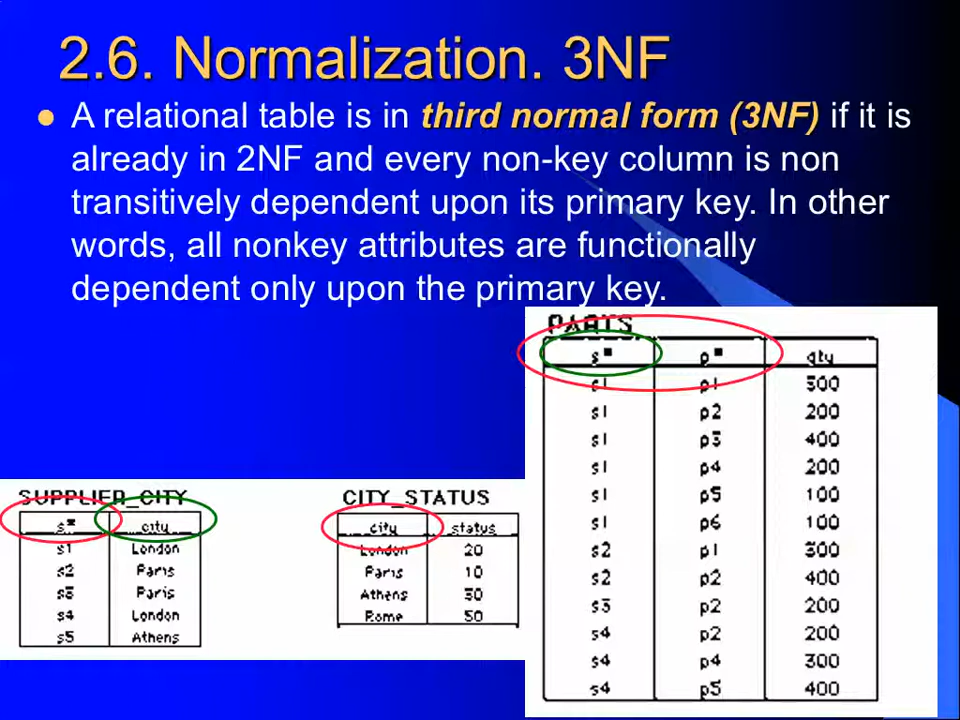 2.6. Normalization. 3NF
A relational table is in third normal form (3NF) if it is
already in 2NF and every non-key column is non
transitively dependent upon its primary key. In other
words, all nonkey attributes are functionally
dependent only upon the primary key.
PARTS
s# p# qty
s1 p1 300
s1 p2 200
s1 p3 400
s1 p4 200
s1 p5 100
s1 p6 100
s2 p1 300
s2 p2 400
s3 p2 200
s4 p2 200
s4 p4 300
s4 p5 400
SUPPLIER_CITY
s# city
s1 London
s2 Paris
s3 Paris
s4 London
s5 Athens
CITY_STATUS
city status
London 20
Paris 10
Athens 30
Rome 50